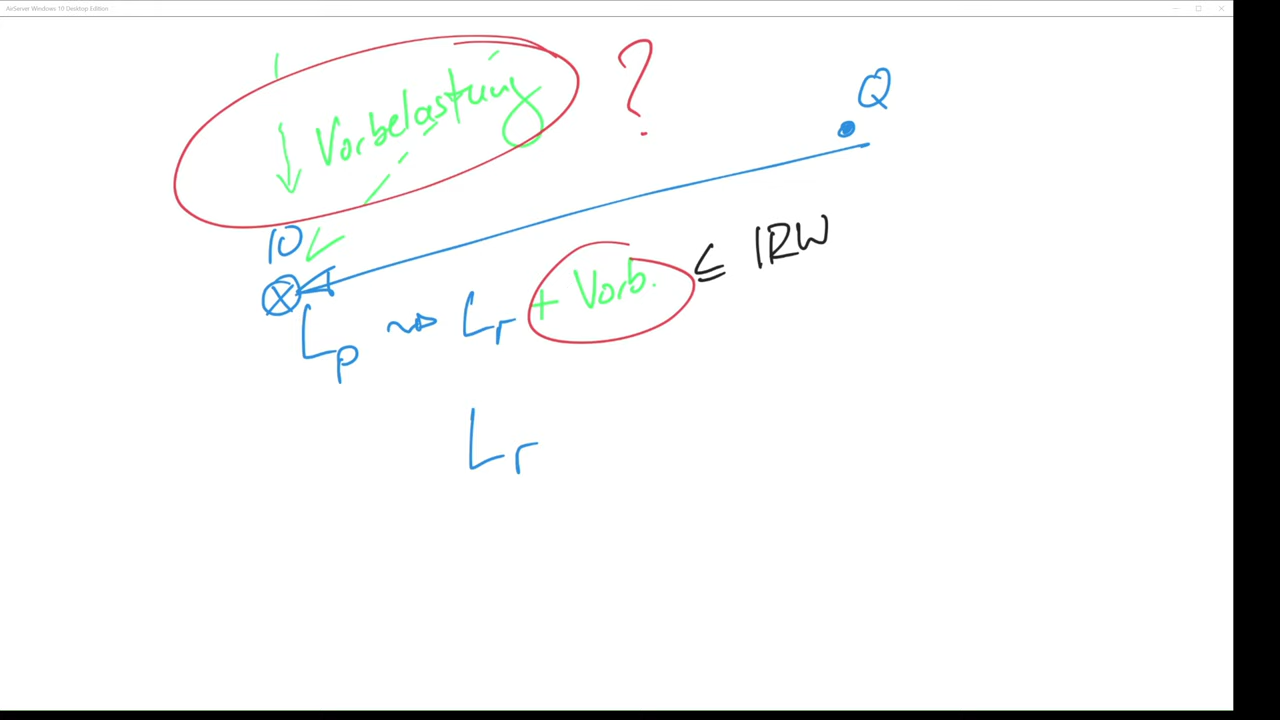 AirServer Windows 10 Desktop Edition
Vorbelastung ?
Q
IO
Lp ⇝ Lr + Vorb. ≤ IRW
Lr